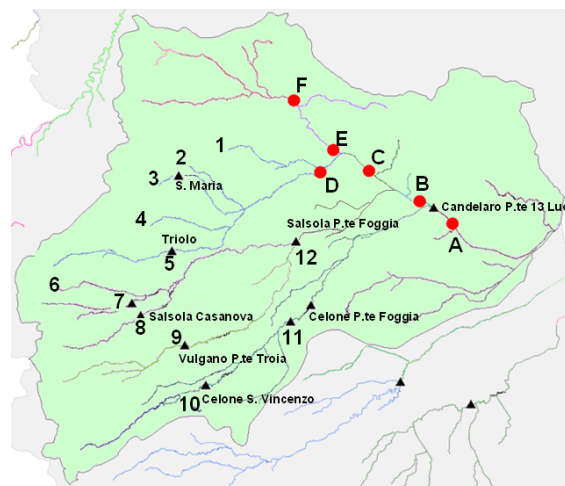 F
1
E
2
C
D
3
S. Maria
B
Candelaro P.te 13 Luc
4
Salsola P.te Foggia
A
Triolo
5
12
6
7
8
Salsola Casanova
Celone P.te Foggia
11
9
Vulgano P.te Troia
10
Celone S. Vincenzo